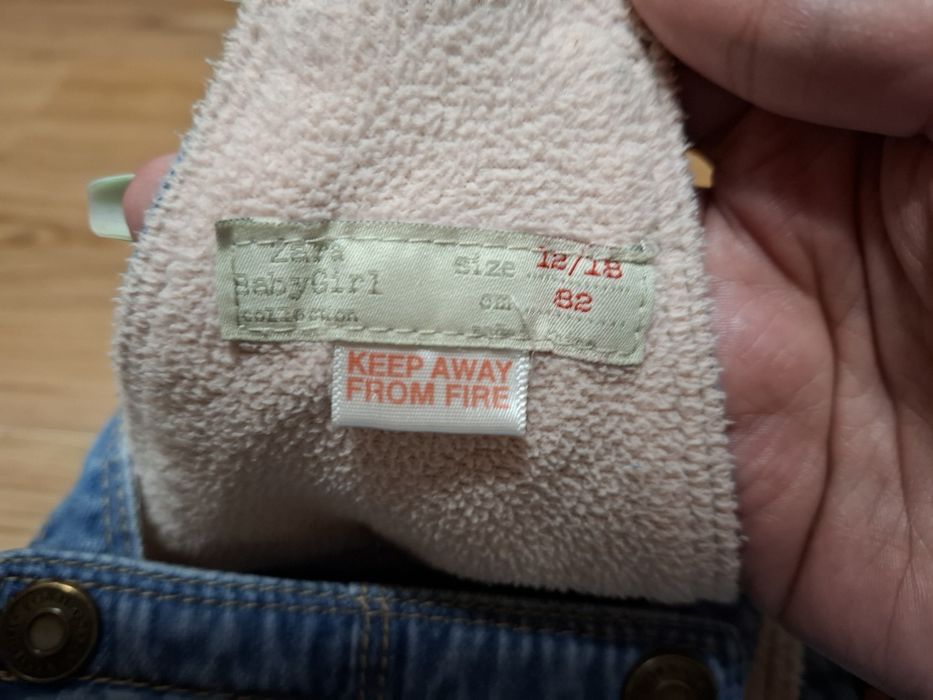 Zara
BabyGirl
collection
size 12/18
cm 82
KEEP AWAY
FROM FIRE